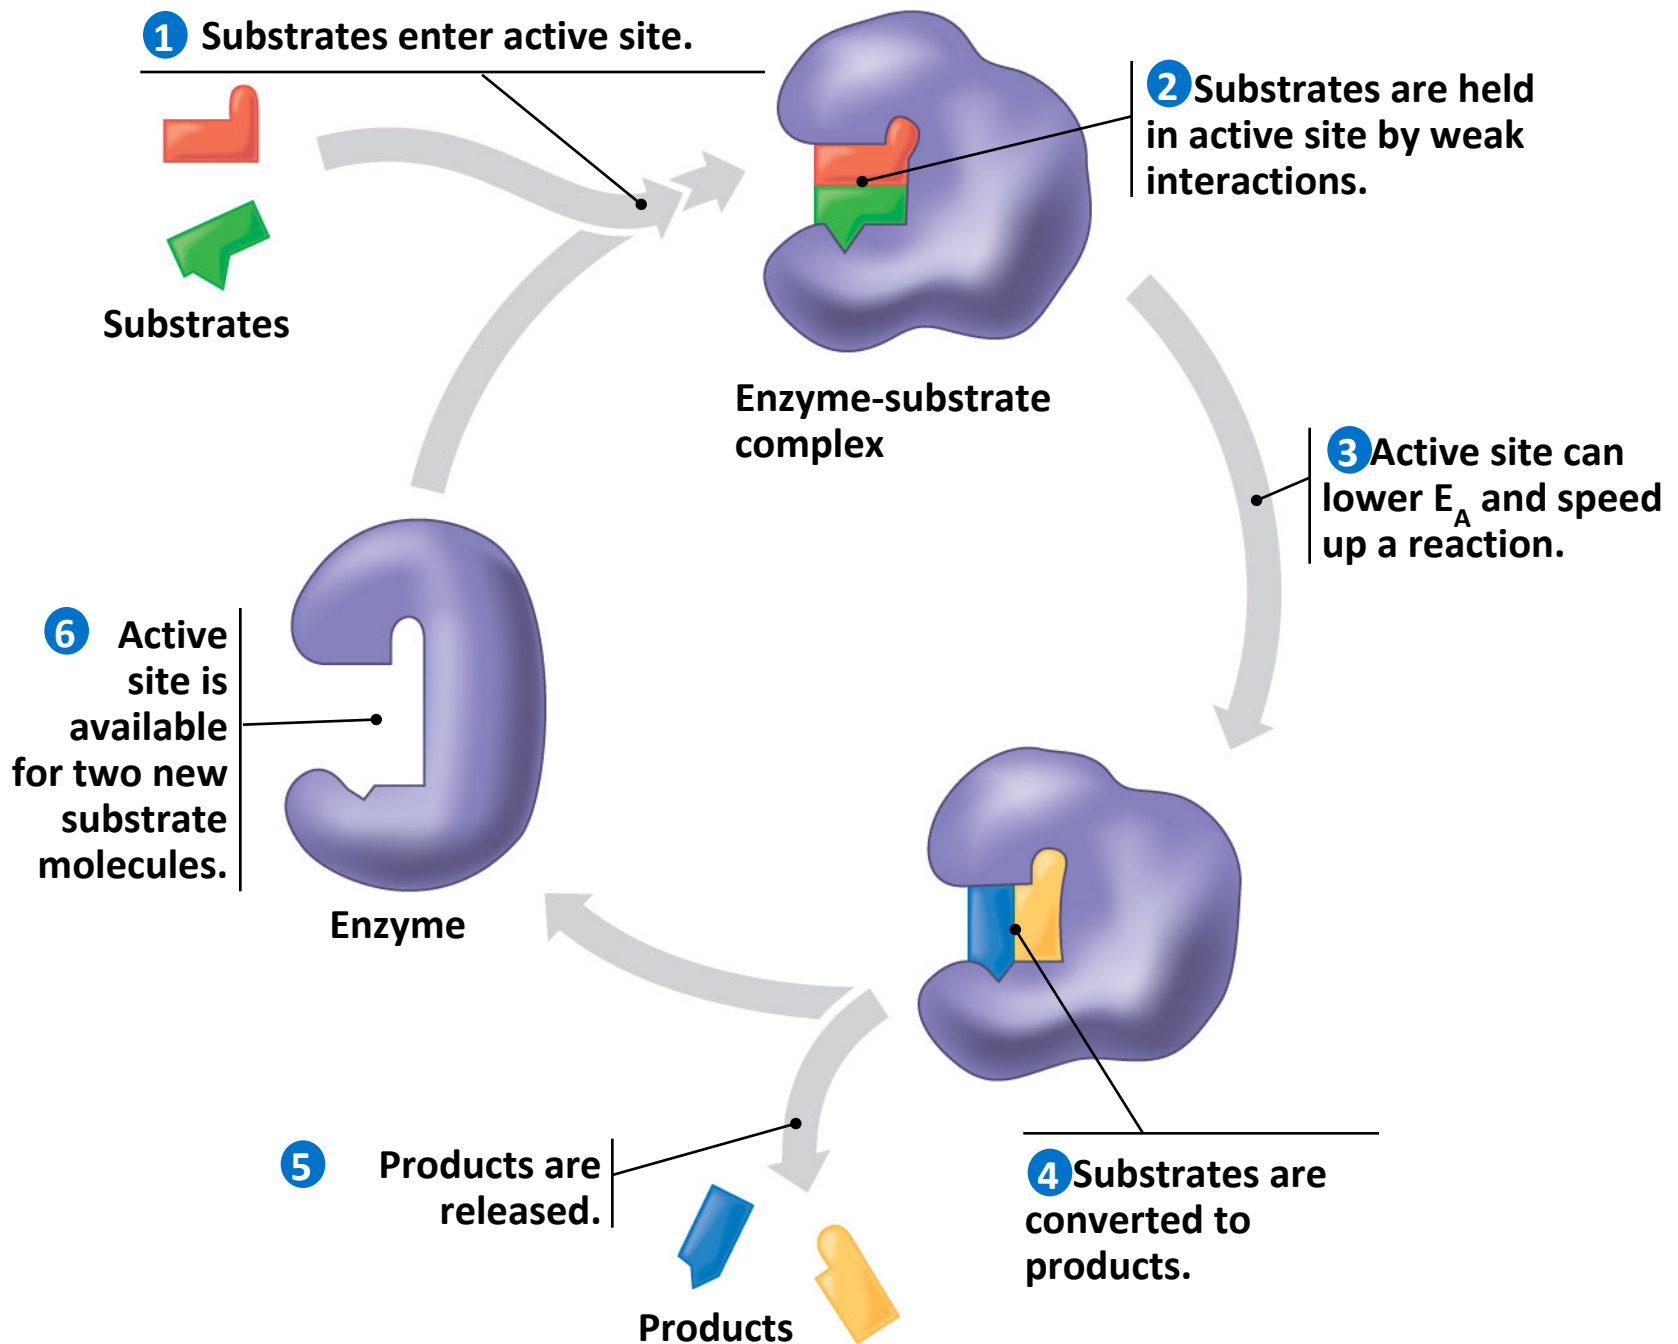 1 Substrates enter active site.
Substrates
2 Substrates are held
in active site by weak
interactions.
Enzyme-substrate
complex
3 Active site can
lower E_A and speed
up a reaction.
6 Active
site is
available
for two new
substrate
molecules.
Enzyme
5 Products are
released.
Products
4 Substrates are
converted to
products.